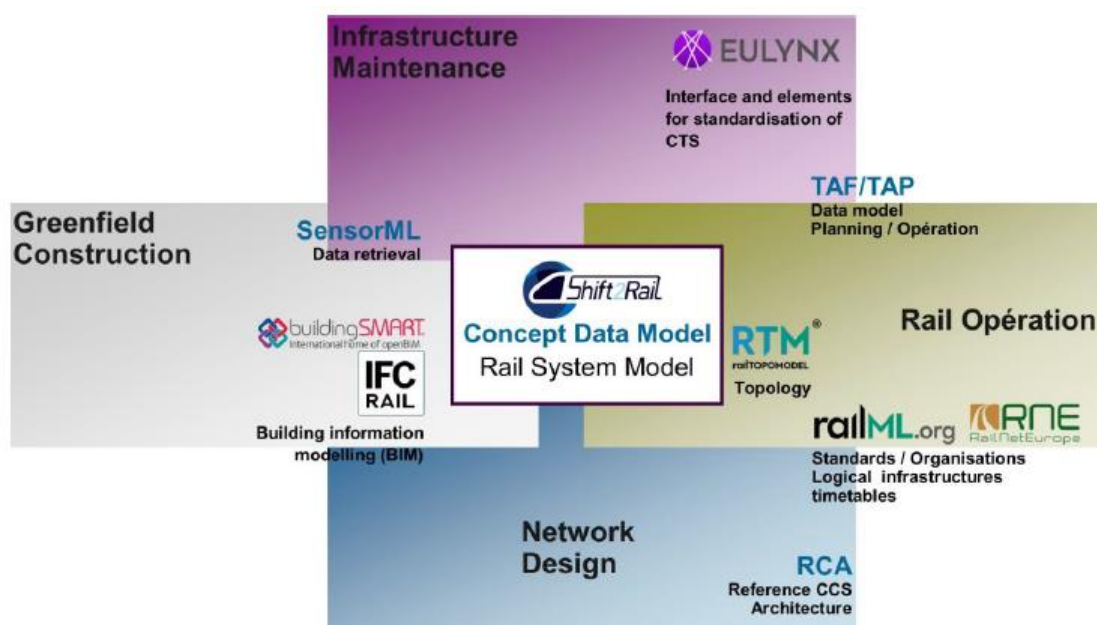 Infrastructure
Maintenance
EULYNX
Interface and elements
for standardisation of
CTS
TAF/TAP
Data model
Planning / Opération
Greenfield
Construction
SensorML
Data retrieval
Shift2Rail
Concept Data Model
Rail System Model
buildingSMART
International home of openBIM
IFC
RAIL
Building information
modelling (BIM)
RTM®
railTOPOMODEL
Topology
Rail Opération
railML.org
RNE
RailNetEurope
Standards / Organisations
Logical infrastructures
timetables
Network
Design
RCA
Reference CCS
Architecture